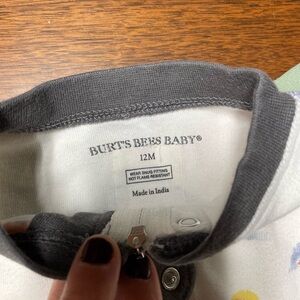 BURT'S BEES BABY®
12M
WEAR SNUG FITTING
NOT FLAME RESISTANT
Made in India